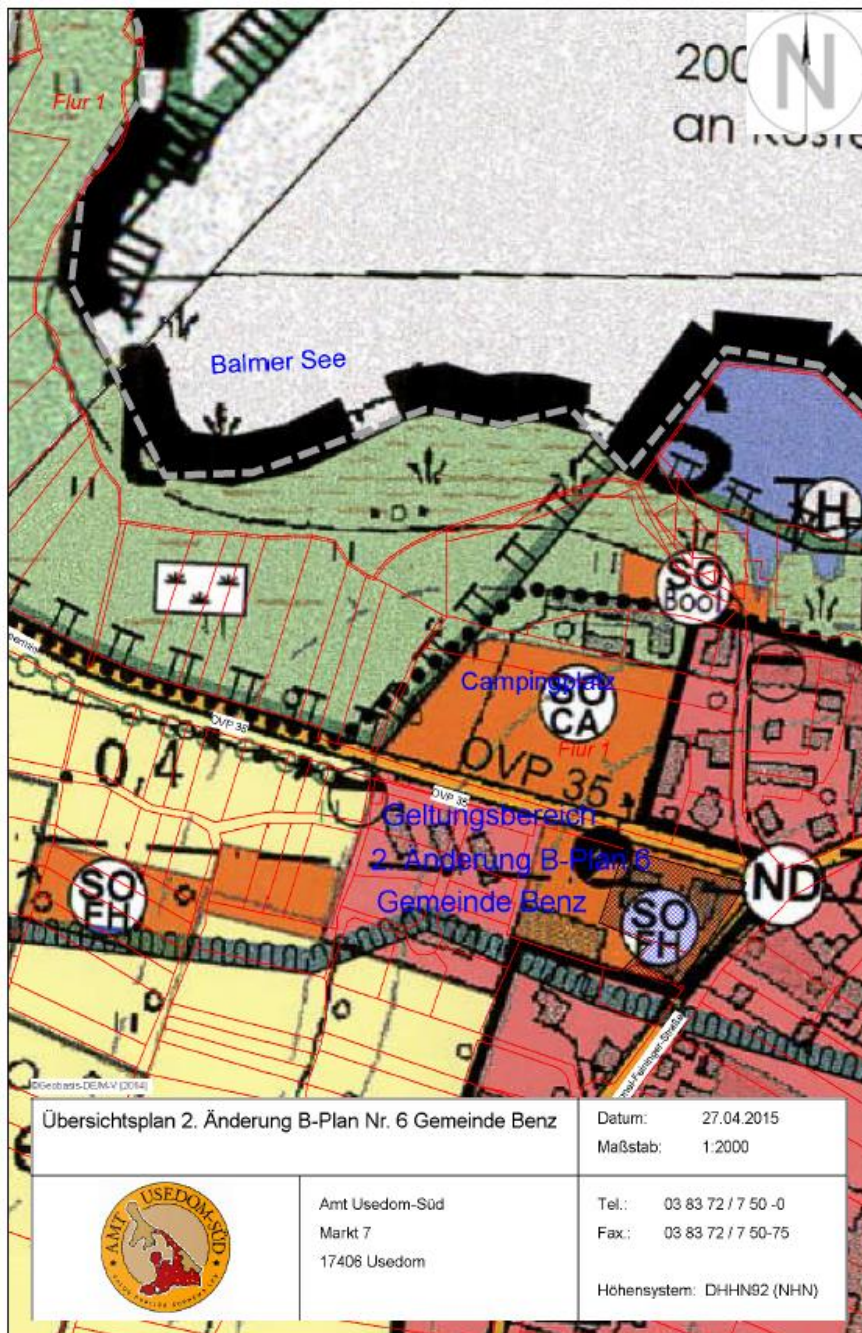 200
N
an Küste
Flur 1
Balmer See
S
H
SO
BOOT
Campingplatz
SO
CA
Flur 1
OVP 38
OVP 35
OVP 35
0,4
Geltungsbereich
2. Änderung B-Plan 6
Gemeinde Benz
SO
FH
SO
FH
ND
©Geobasis-DE/M-V (2014)
Übersichtsplan 2. Änderung B-Plan Nr. 6 Gemeinde Benz
Datum: 27.04.2015
Maßstab: 1:2000
AMT USEDOM-SÜD
Amt Usedom-Süd
Markt 7
17406 Usedom
Tel.: 03 83 72 / 7 50 -0
Fax.: 03 83 72 / 7 50-75
Höhensystem: DHHN92 (NHN)